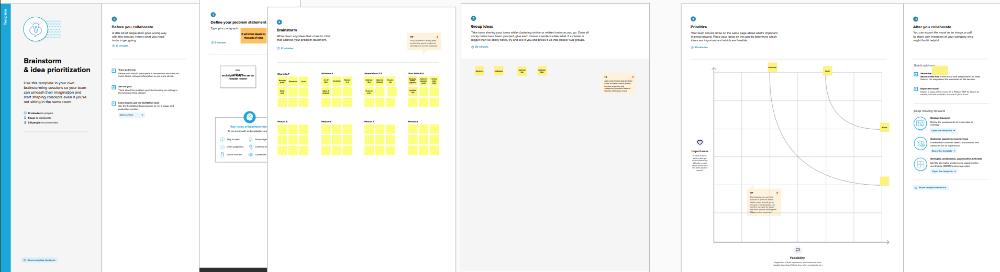 Template
Brainstorm
& idea prioritization
Use this template in your own
brainstorming sessions so your team
can unleash their imagination and
start shaping concepts even if you're
not sitting in the same room.
10 minutes to prepare
1 hour to collaborate
2-8 people recommended
Share template feedback
Before you collaborate
A little bit of preparation goes a long way
with this session. Here's what you need
to do to get going.
10 minutes
Team gathering
Define who should participate in the session and send an
invite. Share relevant information or pre-work ahead.
Set the goal
Think about the problem you'll be focusing on solving in
the brainstorming session.
Learn how to use the facilitation tools
Use the Facilitation Superpowers to run a happy and
productive session.
Open article
1
Define your problem statement
Type your paragraph...
It will affect climate for
thousands of years
5 minutes
Key rules of brainstormin
To run an smooth and productive ses
Stay in topic.
Encourage
Defer judgment.
Listen to ot
Go for volume.
If possible,
2
Brainstorm
Write down any ideas that come to mind
that address your problem statement.
10 minutes
TIP
You can select a sticky note
and hit the pencil [switch to
sketch] icon to start drawing!
Sharmila.P
Person 5
Person 6
Person 7
Person 8
3
Group ideas
Take turns sharing your ideas while clustering similar or related notes as you go. Once all
sticky notes have been grouped, give each cluster a sentence-like label. If a cluster is
bigger than six sticky notes, try and see if you and break it up into smaller sub-groups.
20 minutes
TIP
Add customizable tags to sticky
notes to make it easier to find,
browse, organize, and
categorize important ideas as
themes within your mural.
4
Prioritize
Your team should all be on the same page about what's important
moving forward. Place your ideas on this grid to determine which
ideas are important and which are feasible.
20 minutes
Importance
If each of these
tasks could get
done without any
difficulty or cost,
which would have
the most positive
impact?
TIP
Participants can use their
cursors to point at where
sticky notes should go on
the grid. The facilitator can
confirm the spot by using
the laser pointer holding the
H key on the keyboard.
Feasibility
Regardless of their importance, which tasks are more
feasible than others? (Cost, time, effort, complexity, etc.)
After you collaborate
You can export the mural as an image or pdf
to share with members of your company who
might find it helpful.
Quick add-ons
Share the
Share a view link to the mural with stakeholders to keep
them in the loop about the outcomes of the session.
Export the mural
Export a copy of the mural as a PNG or PDF to attach to
emails, include in slides, or save in your drive.
Keep moving forward
Strategy blueprint
Define the components of a new idea or
strategy.
Open the template
Customer experience journey map
Understand customer needs, motivations, and
obstacles for an experience.
Open the template
Strengths, weaknesses, opportunities & threats
Identify strengths, weaknesses, opportunities,
and threats (SWOT) to develop a plan.
Open the template
Share template feedback